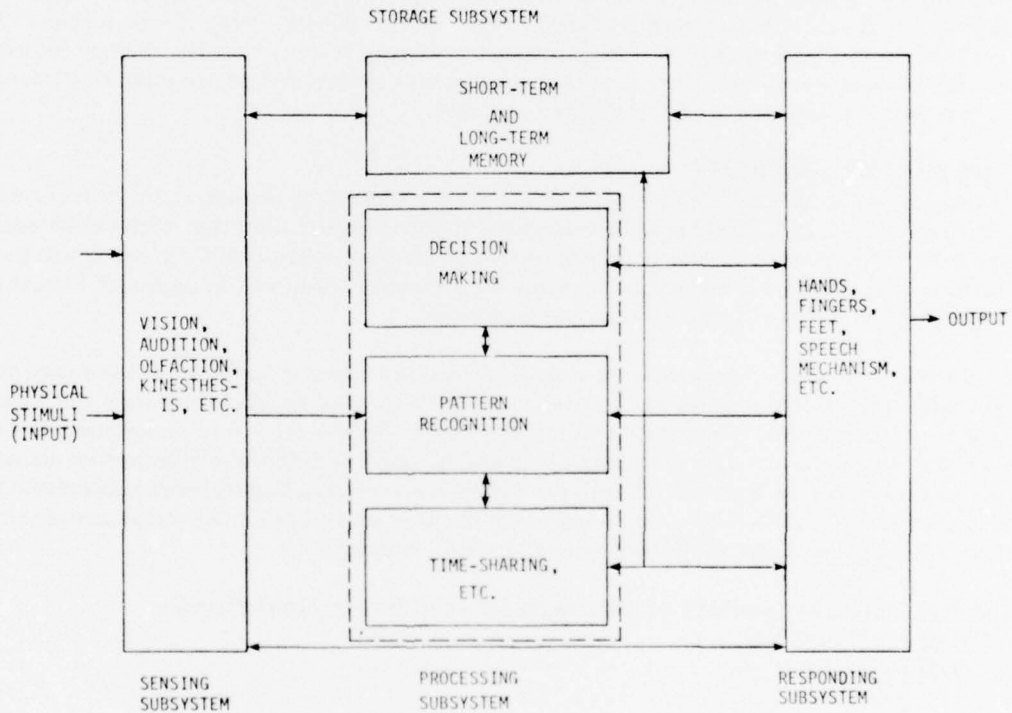 STORAGE SUBSYSTEM
SHORT-TERM
AND
LONG-TERM
MEMORY
DECISION
MAKING
VISION,
AUDITION,
OLFACTION,
KINESTHES-
IS, ETC.
PHYSICAL
STIMULI
(INPUT)
PATTERN
RECOGNITION
TIME-SHARING,
ETC.
HANDS,
FINGERS,
FEET,
SPEECH
MECHANISM,
ETC.
OUTPUT
SENSING
SUBSYSTEM
PROCESSING
SUBSYSTEM
RESPONDING
SUBSYSTEM